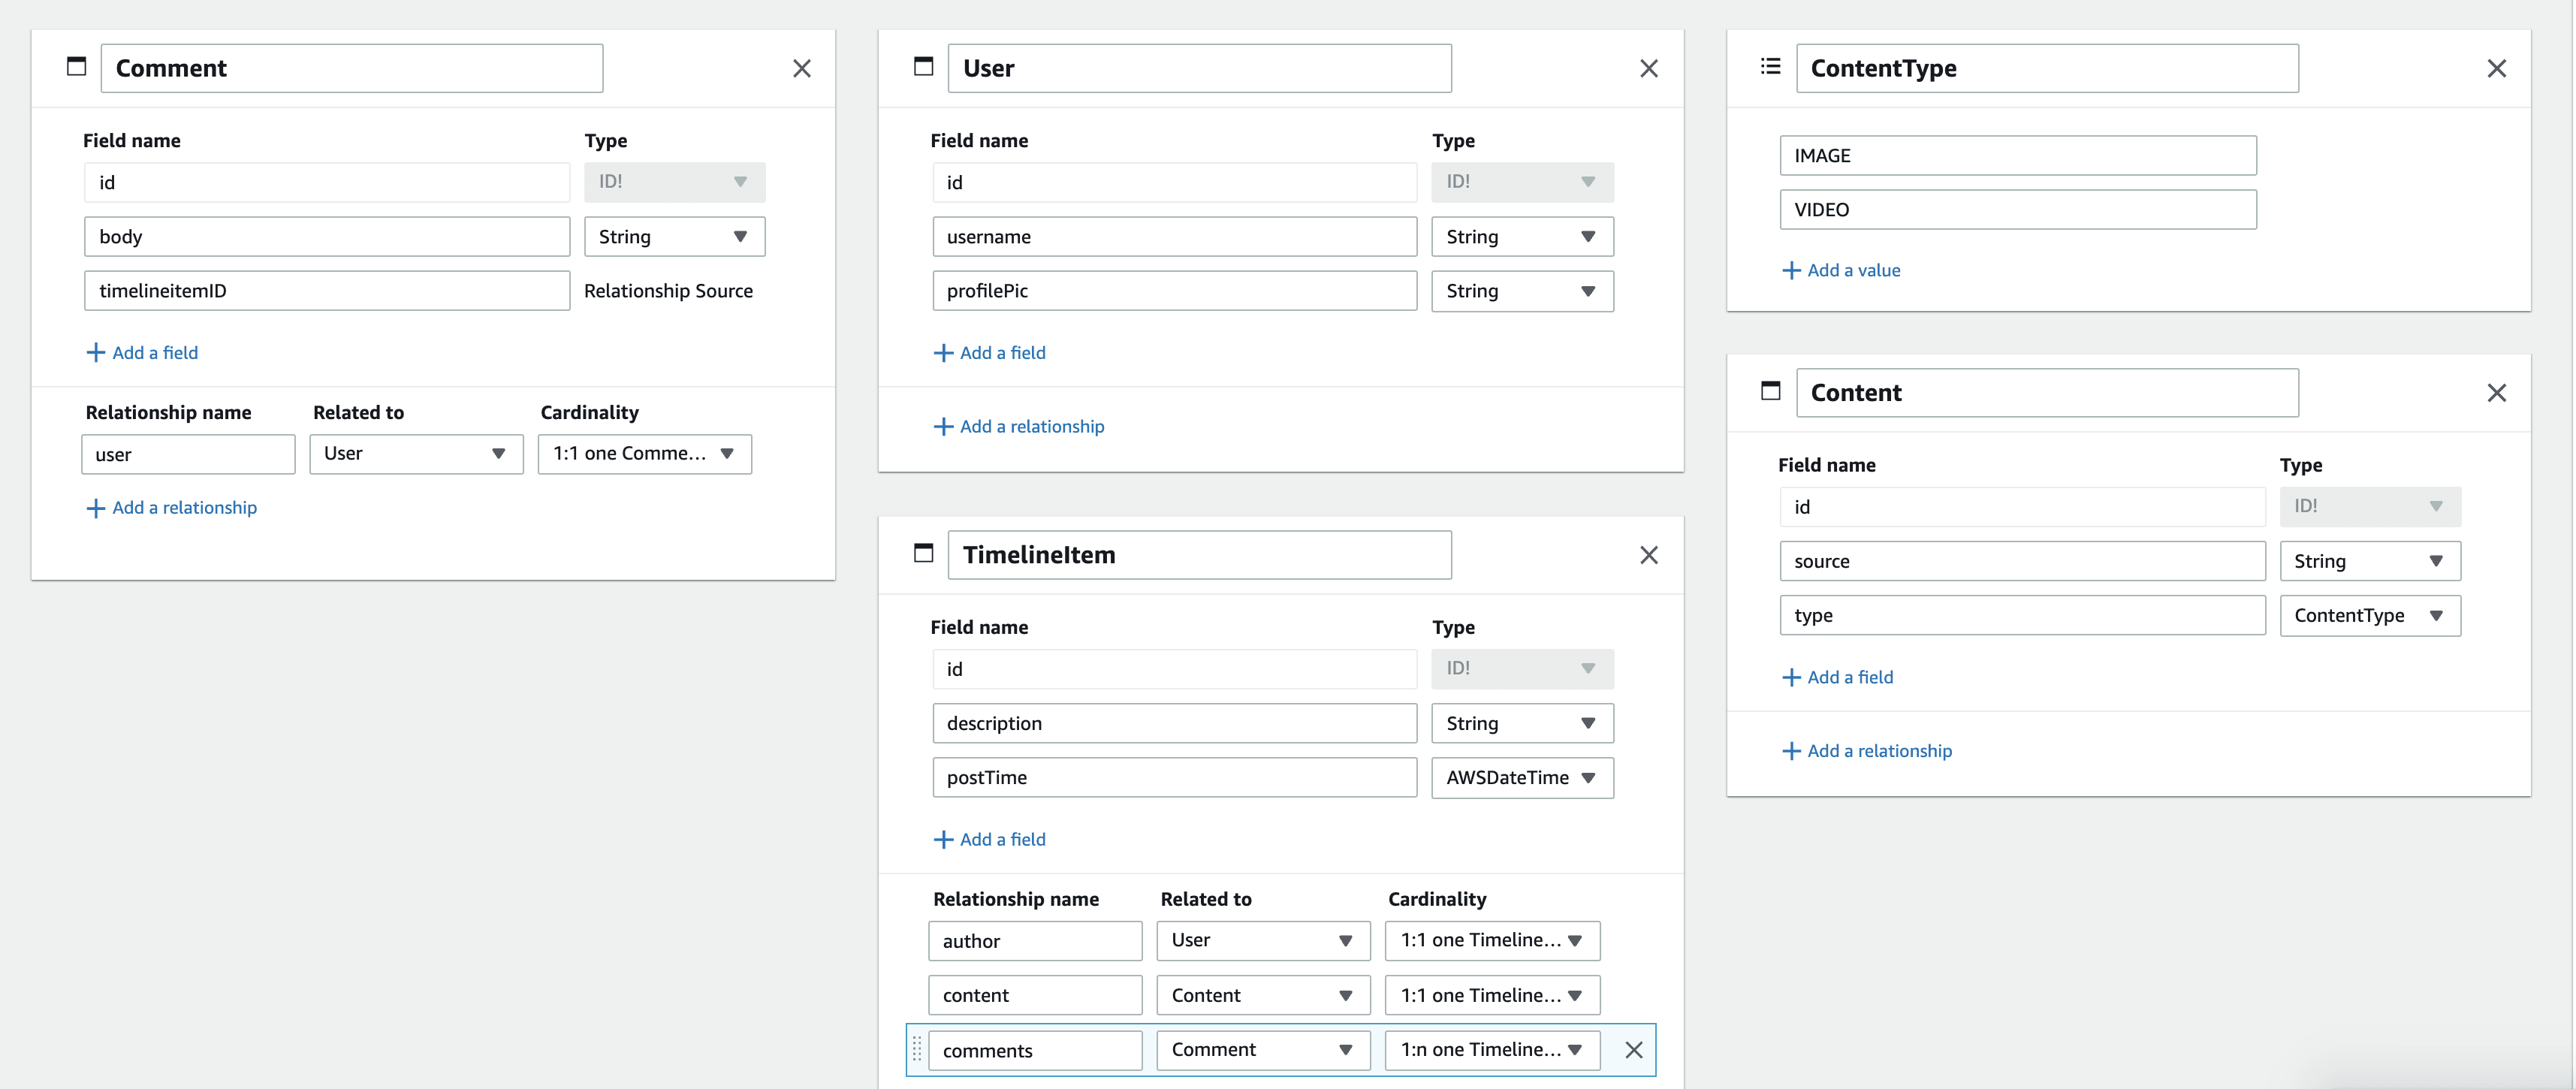 Comment
Field name Type
id ID!
body String
timelineitemID Relationship Source
Add a field
Relationship name Related to Cardinality
user User 1:1 one Comme...
Add a relationship
User
Field name Type
id ID!
username String
profilePic String
Add a field
Add a relationship
TimelineItem
Field name Type
id ID!
description String
postTime AWSDateTime
Add a field
Relationship name Related to Cardinality
author User 1:1 one Timeline...
content Content 1:1 one Timeline...
comments Comment 1:n one Timeline...
ContentType
IMAGE
VIDEO
Add a value
Content
Field name Type
id ID!
source String
type ContentType
Add a field
Add a relationship